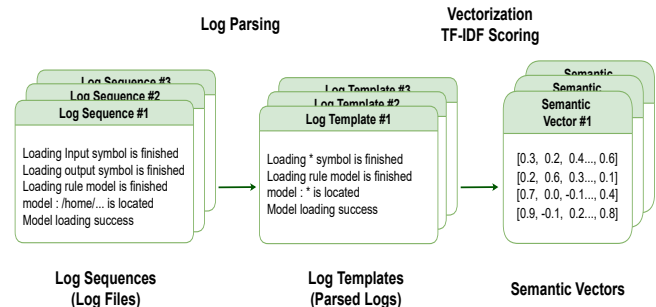 Log Parsing
Vectorization
TF-IDF Scoring
Log Sequence #3
Log Sequence #2
Log Sequence #1
Loading Input symbol is finished
Loading output symbol is finished
Loading rule model is finished
model : /home/... is located
Model loading success
Log Template #3
Log Template #2
Log Template #1
Loading * symbol is finished
Loading rule model is finished
model : * is located
Model loading success
Semantic
Semantic
Semantic
Vector #1
[0.3, 0.2, 0.4..., 0.6]
[0.2, 0.6, 0.3..., 0.1]
[0.7, 0.0, -0.1..., 0.4]
[0.9, -0.1, 0.2..., 0.8]
Log Sequences
(Log Files)
Log Templates
(Parsed Logs)
Semantic Vectors